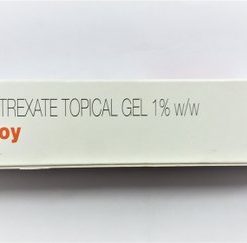 TREXATE TOPICAL GEL 1% w/w
oy